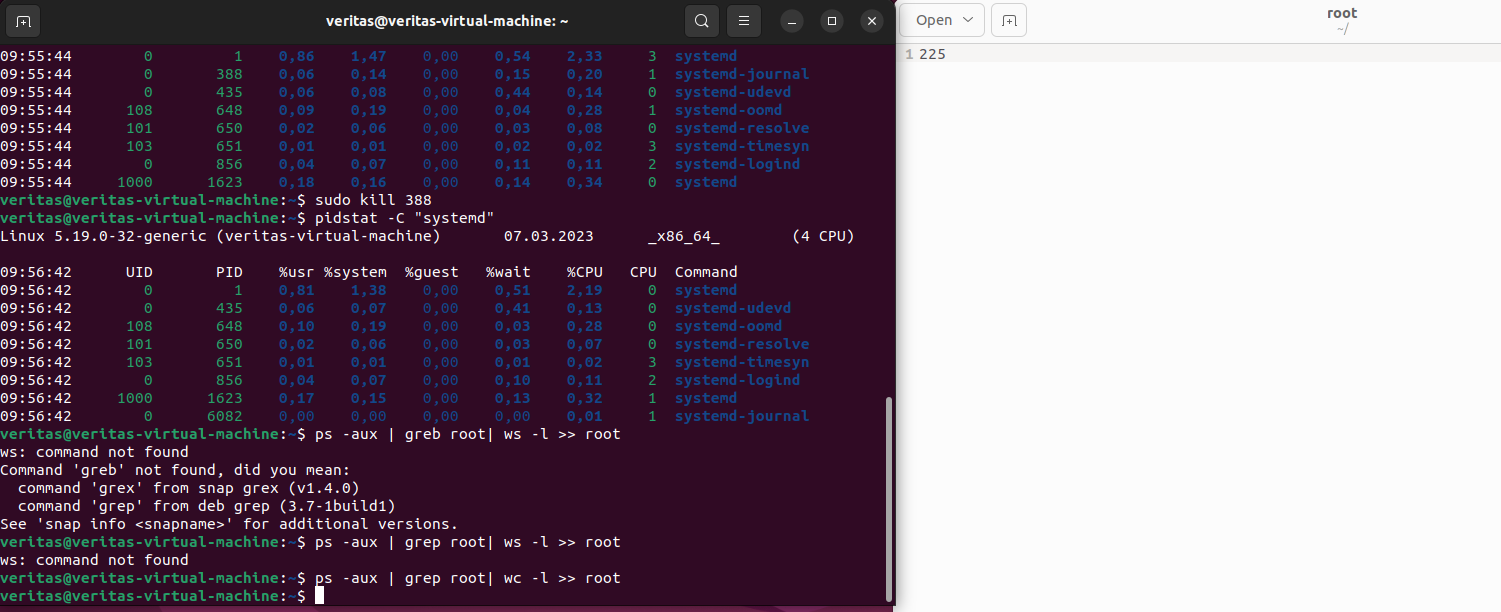 veritas@veritas-virtual-machine: ~
09:55:44 0 1 0,86 1,47 0,00 0,54 2,33 3 systemd
09:55:44 0 388 0,06 0,14 0,00 0,15 0,20 1 systemd-journal
09:55:44 0 435 0,06 0,08 0,00 0,44 0,14 0 systemd-udevd
09:55:44 108 648 0,09 0,19 0,00 0,04 0,28 1 systemd-oomd
09:55:44 101 650 0,02 0,06 0,00 0,03 0,08 0 systemd-resolve
09:55:44 103 651 0,01 0,01 0,00 0,02 0,02 3 systemd-timesyn
09:55:44 0 856 0,04 0,07 0,00 0,11 0,11 2 systemd-logind
09:55:44 1000 1623 0,18 0,16 0,00 0,14 0,34 0 systemd
veritas@veritas-virtual-machine:~$ sudo kill 388
veritas@veritas-virtual-machine:~$ pidstat -C "systemd"
Linux 5.19.0-32-generic (veritas-virtual-machine) 07.03.2023 _x86_64_ (4 CPU)
09:56:42 UID PID %usr %system %guest %wait %CPU CPU Command
09:56:42 0 1 0,81 1,38 0,00 0,51 2,19 0 systemd
09:56:42 0 435 0,06 0,07 0,00 0,41 0,13 0 systemd-udevd
09:56:42 108 648 0,10 0,19 0,00 0,03 0,28 0 systemd-oomd
09:56:42 101 650 0,02 0,06 0,00 0,03 0,07 0 systemd-resolve
09:56:42 103 651 0,01 0,01 0,00 0,01 0,02 3 systemd-timesyn
09:56:42 0 856 0,04 0,07 0,00 0,10 0,11 2 systemd-logind
09:56:42 1000 1623 0,17 0,15 0,00 0,13 0,32 1 systemd
09:56:42 0 6082 0,00 0,00 0,00 0,00 0,01 1 systemd-journal
veritas@veritas-virtual-machine:~$ ps -aux | greb root| ws -l >> root
ws: command not found
Command 'greb' not found, did you mean:
command 'grex' from snap grex (v1.4.0)
command 'grep' from deb grep (3.7-1build1)
See 'snap info <snapname>' for additional versions.
veritas@veritas-virtual-machine:~$ ps -aux | grep root| ws -l >> root
ws: command not found
veritas@veritas-virtual-machine:~$ ps -aux | grep root| wc -l >> root
veritas@veritas-virtual-machine:~$
Open
root
~/
1 225